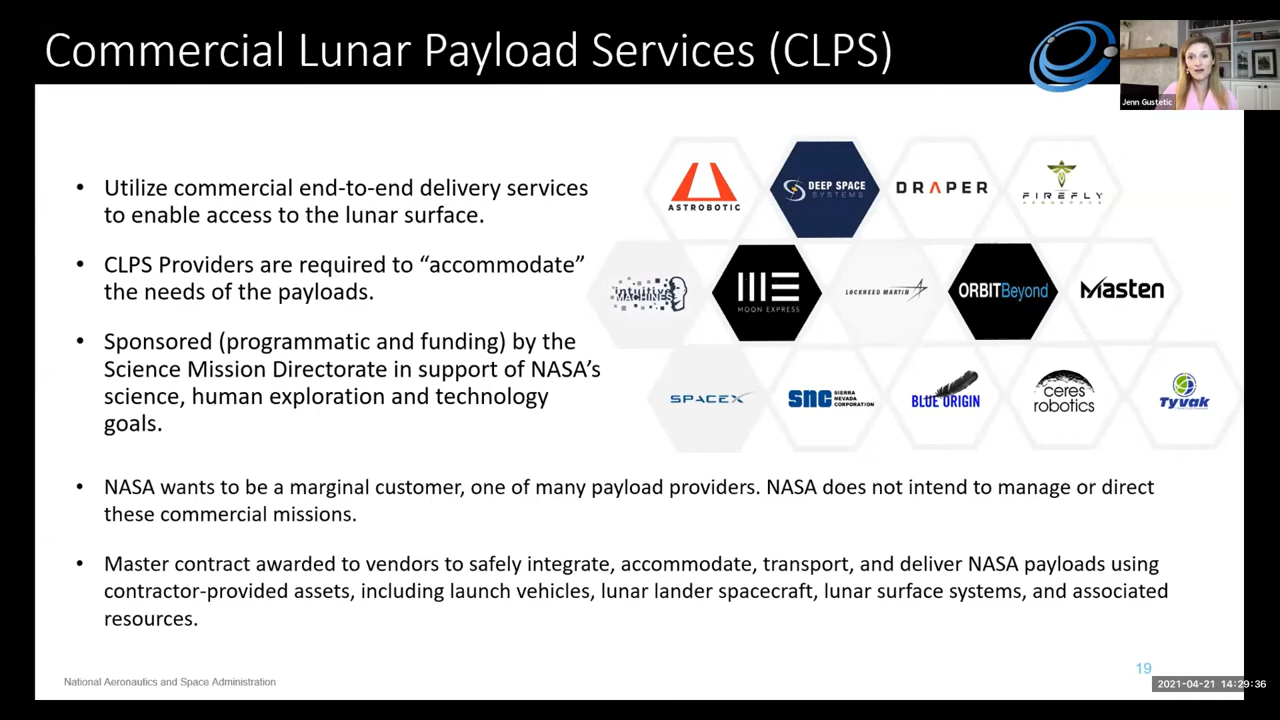 Commercial Lunar Payload Services (CLPS)
Jenn Gustetic
• Utilize commercial end-to-end delivery services
to enable access to the lunar surface.
• CLPS Providers are required to “accommodate”
the needs of the payloads.
• Sponsored (programmatic and funding) by the
Science Mission Directorate in support of NASA’s
science, human exploration and technology
goals.
ASTROBOTIC
DEEP SPACE
SYSTEMS
DRAPER
FIREFLY
AEROSPACE
intuitive
MACHINES
MOON EXPRESS
LOCKHEED MARTIN
ORBITBeyond
Masten
SPACEX
snc SIERRA
NEVADA
CORPORATION
BLUE ORIGIN
ceres
robotics
Tyvak
• NASA wants to be a marginal customer, one of many payload providers. NASA does not intend to manage or direct
these commercial missions.
• Master contract awarded to vendors to safely integrate, accommodate, transport, and deliver NASA payloads using
contractor-provided assets, including launch vehicles, lunar lander spacecraft, lunar surface systems, and associated
resources.
National Aeronautics and Space Administration
19
2021-04-21 14:29:36